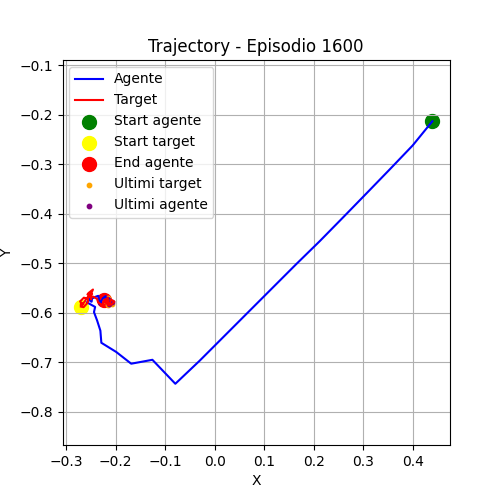 Trajectory - Episodio 1600
Agente
Target
Start agente
Start target
End agente
Ultimi target
Ultimi agente
−0.1
−0.2
−0.3
−0.4
−0.5
−0.6
−0.7
−0.8
Y
−0.3
−0.2
−0.1
0.0
0.1
0.2
0.3
0.4
X